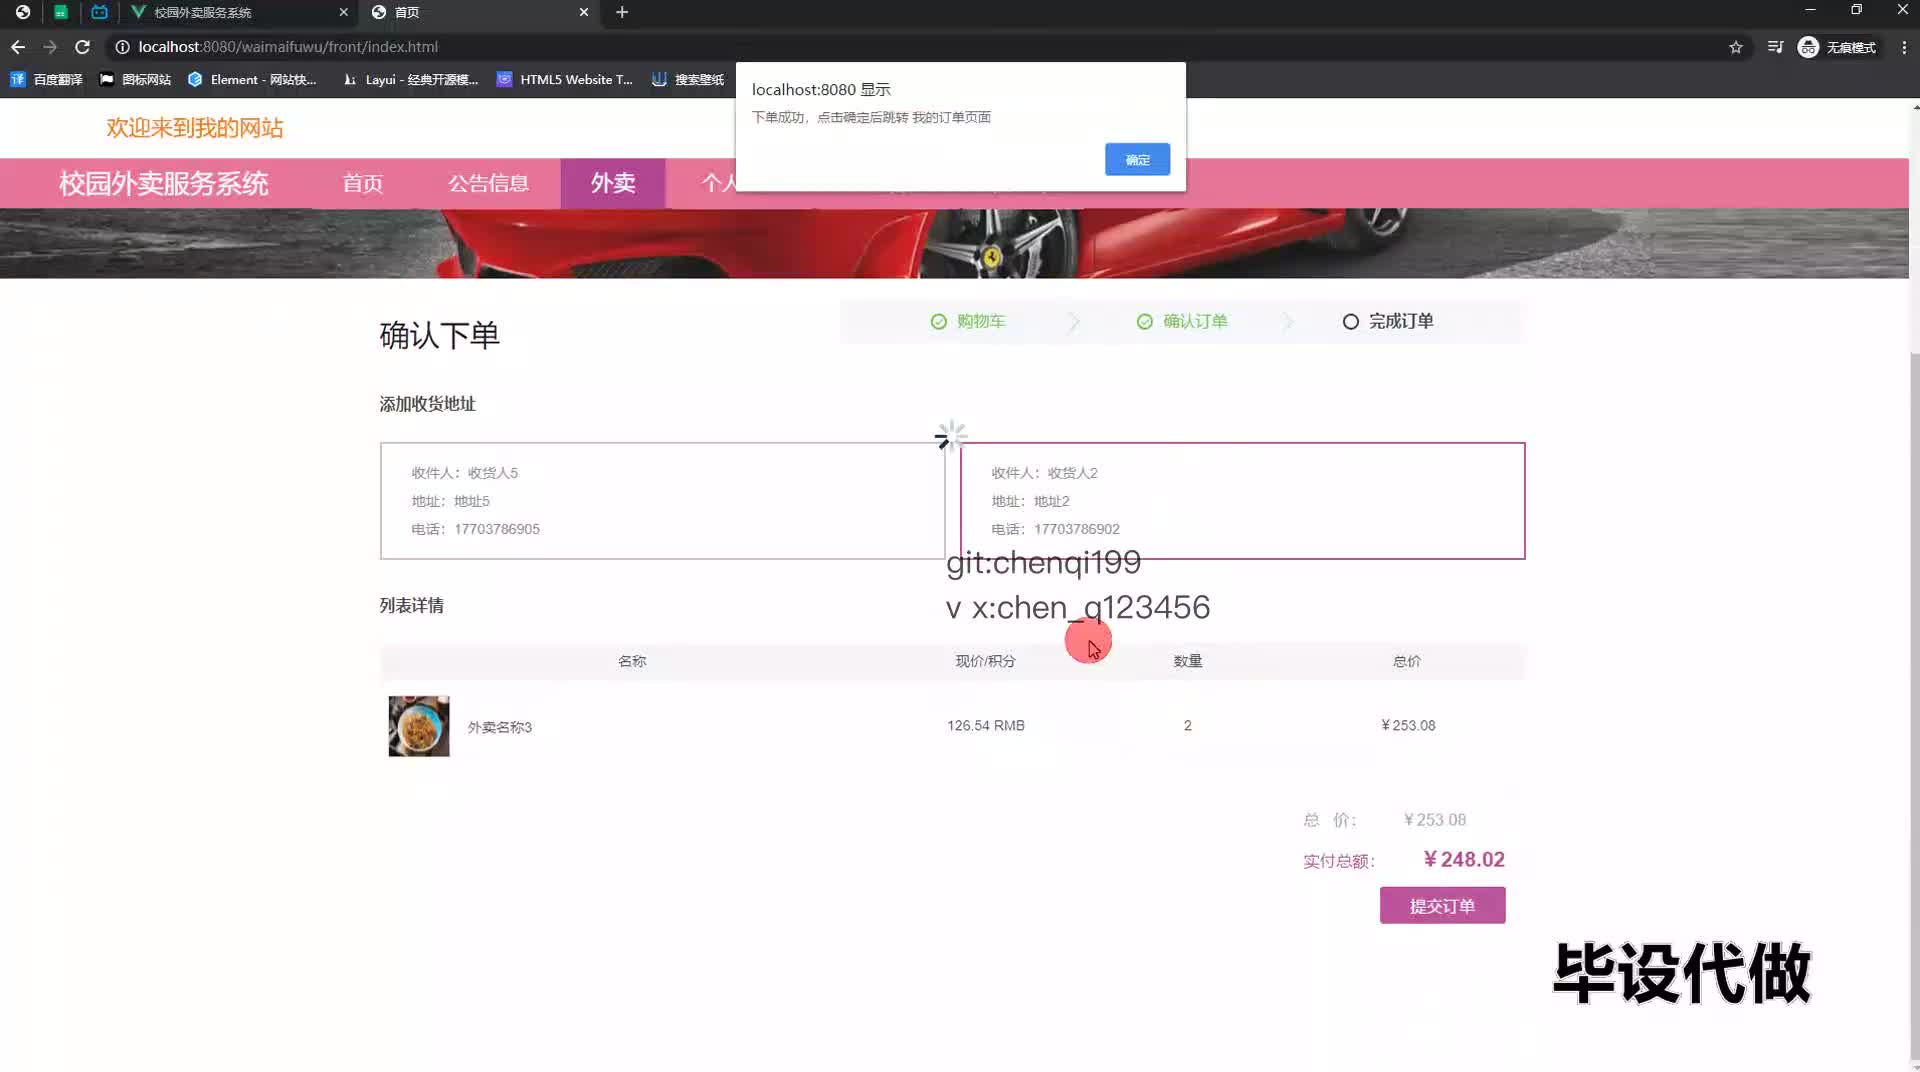 校园外卖服务系统
首页
localhost:8080/waimaifuwu/front/index.html
无痕模式
百度翻译
图标网站
Element - 网站快...
Layui - 经典开源模...
HTML5 Website T...
搜索壁纸
localhost:8080 显示
下单成功，点击确定后跳转 我的订单页面
确定
欢迎来到我的网站
校园外卖服务系统
首页
公告信息
外卖
个人
确认下单
购物车
确认订单
完成订单
添加收货地址
收件人：收货人5
地址：地址5
电话：17703786905
收件人：收货人2
地址：地址2
电话：17703786902
git:chenqi199
v x:chen_q123456
列表详情
名称 现价/积分 数量 总价
外卖名称3 126.54 RMB 2 ￥253.08
总 价： ￥253.08
实付总额： ￥248.02
提交订单
毕设代做